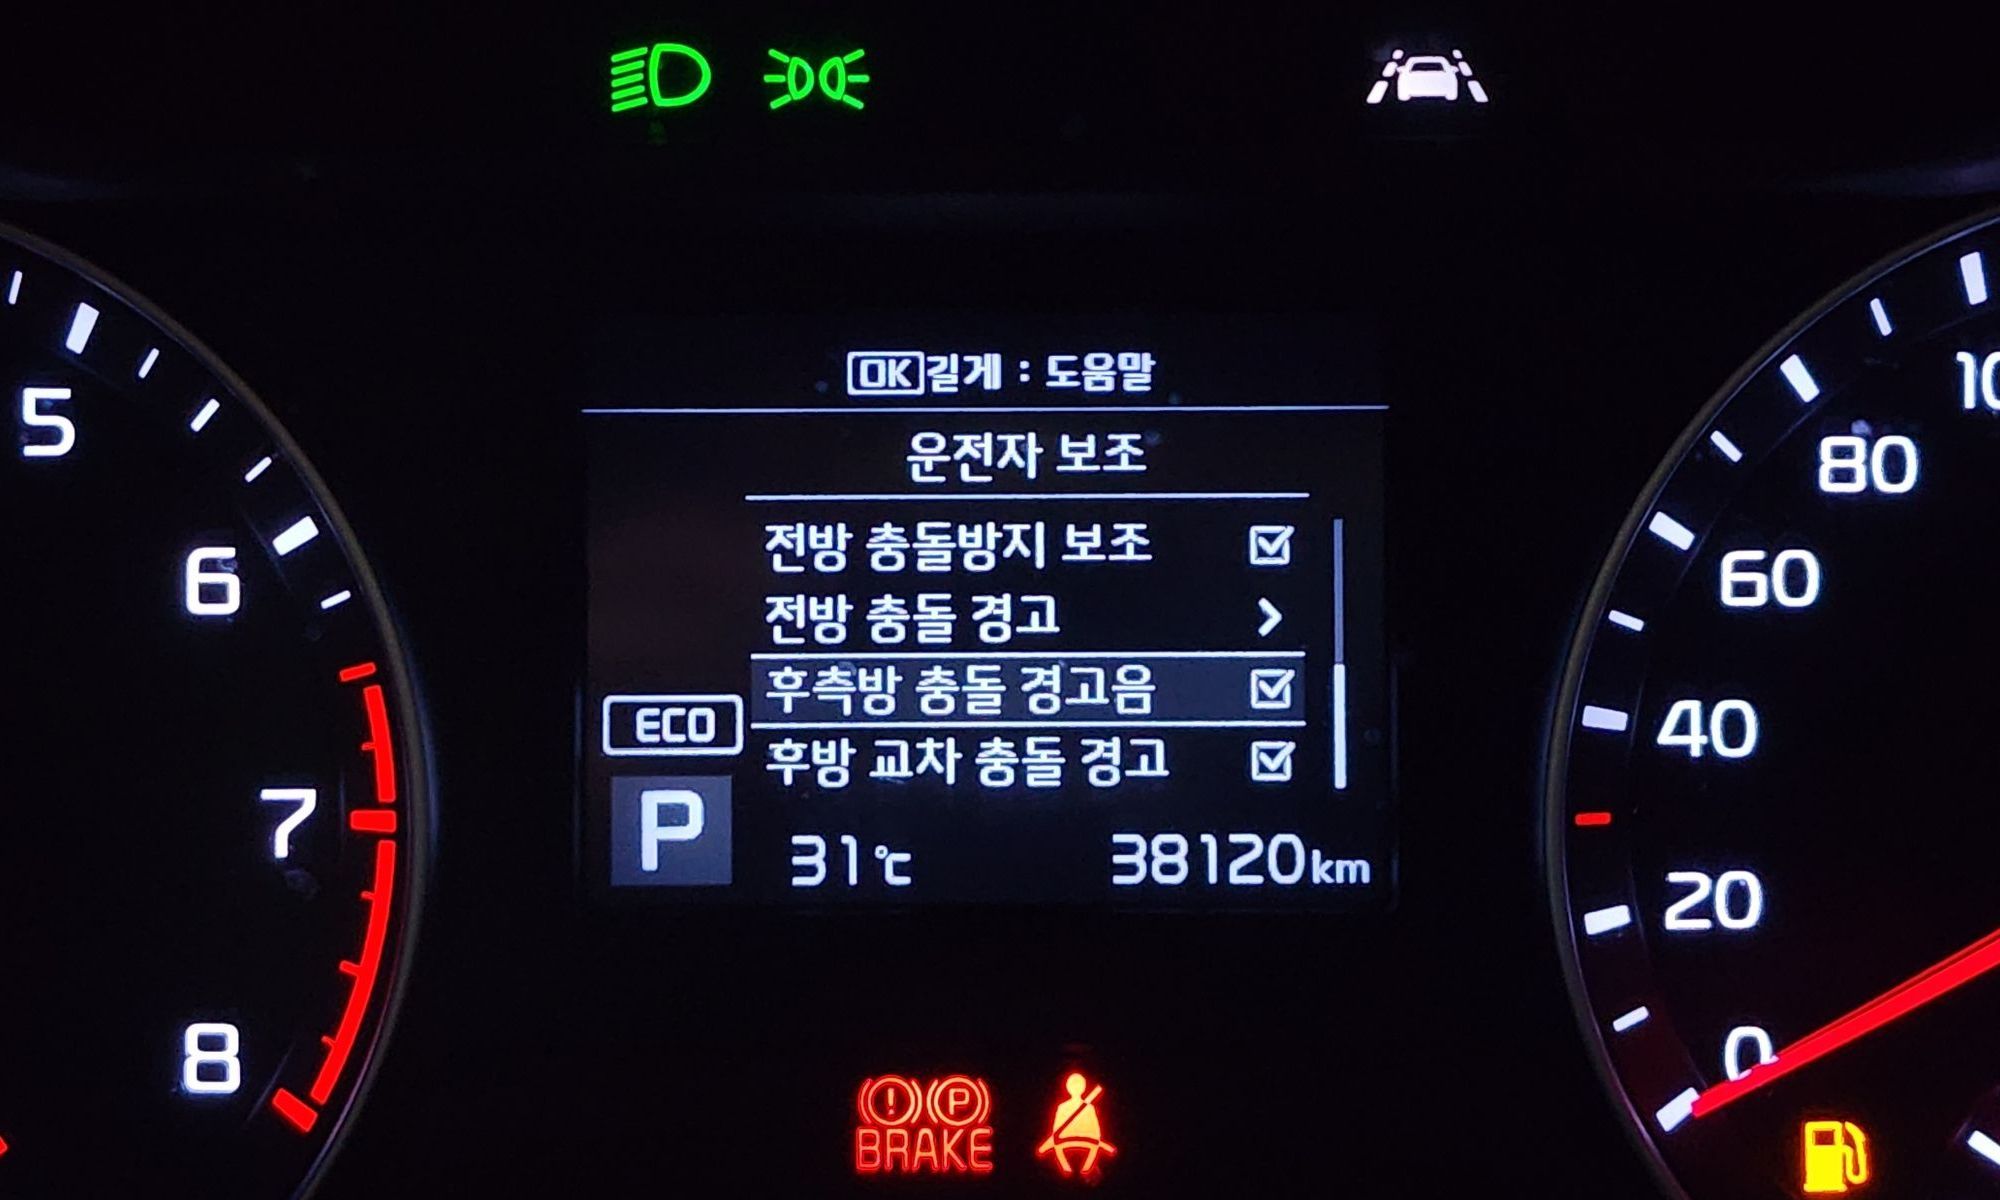 OK길게 : 도움말
운전자 보조
전방 충돌방지 보조
전방 충돌 경고
후측방 충돌 경고음
후방 교차 충돌 경고
ECO
P
31℃ 38120km
5
6
7
8
80
60
40
20
0
P
BRAKE